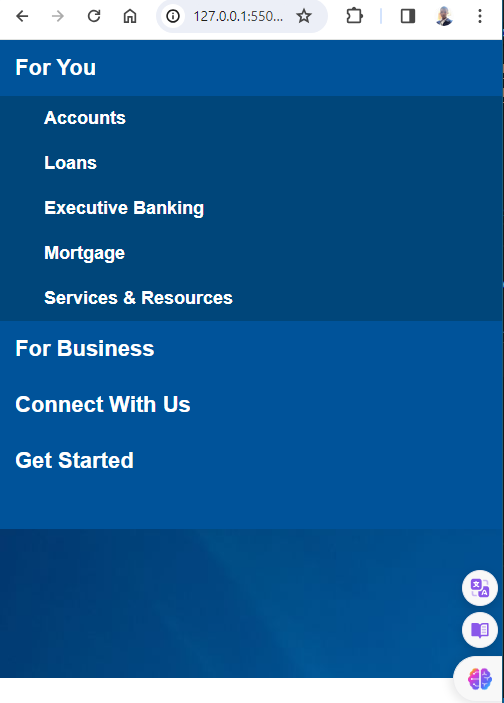 127.0.0.1:550...
For You
Accounts
Loans
Executive Banking
Mortgage
Services & Resources
For Business
Connect With Us
Get Started